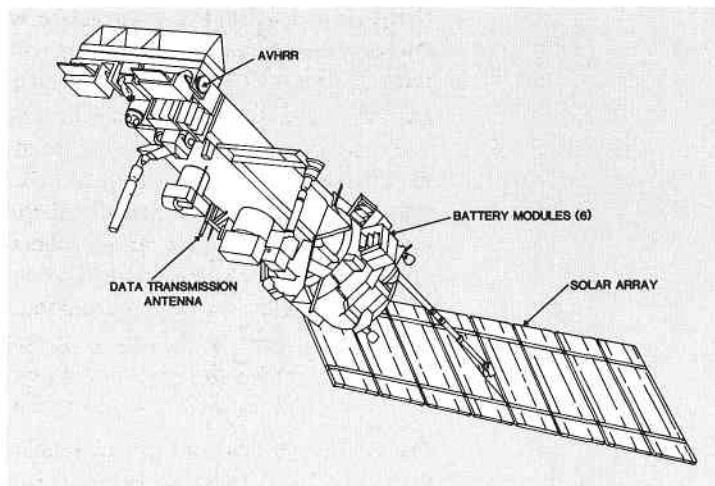 AVHRR
BATTERY MODULES (6)
DATA TRANSMISSION
ANTENNA
SOLAR ARRAY